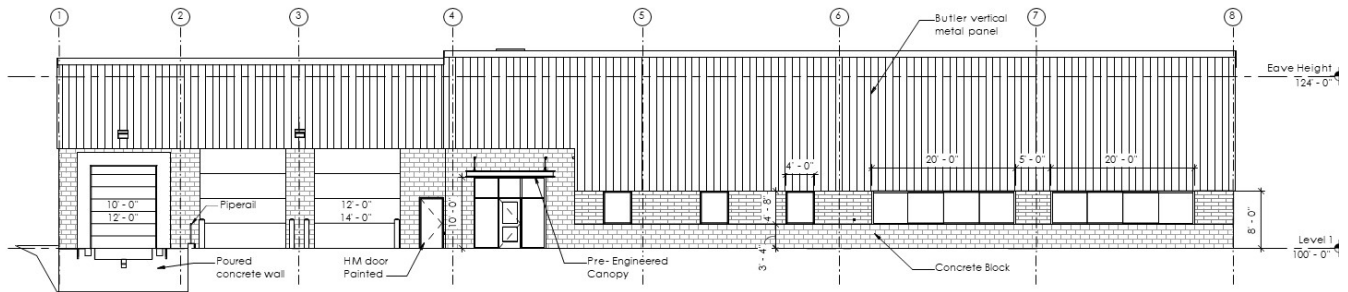 1 2 3 4 5 6 7 8
Butler vertical
metal panel
Eave Height
124' - 0"
4' - 0"
20' - 0"
5' - 0"
20' - 0"
10' - 0"
12' - 0"
Piperail
12' - 0"
14' - 0"
10' - 0"
4' - 8"
8' - 0"
3' - 4"
Level 1
100' - 0"
Poured
concrete wall
HM door
Painted
Pre- Engineered
Canopy
Concrete Block